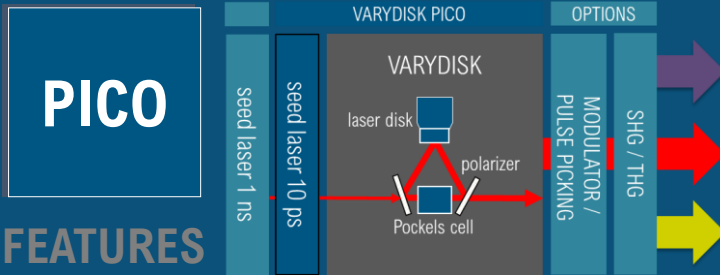 PICO
FEATURES
VARYDISK PICO
OPTIONS
seed laser 1 ns
seed laser 10 ps
VARYDISK
laser disk
polarizer
Pockels cell
MODULATOR /
PULSE PICKING
SHG / THG